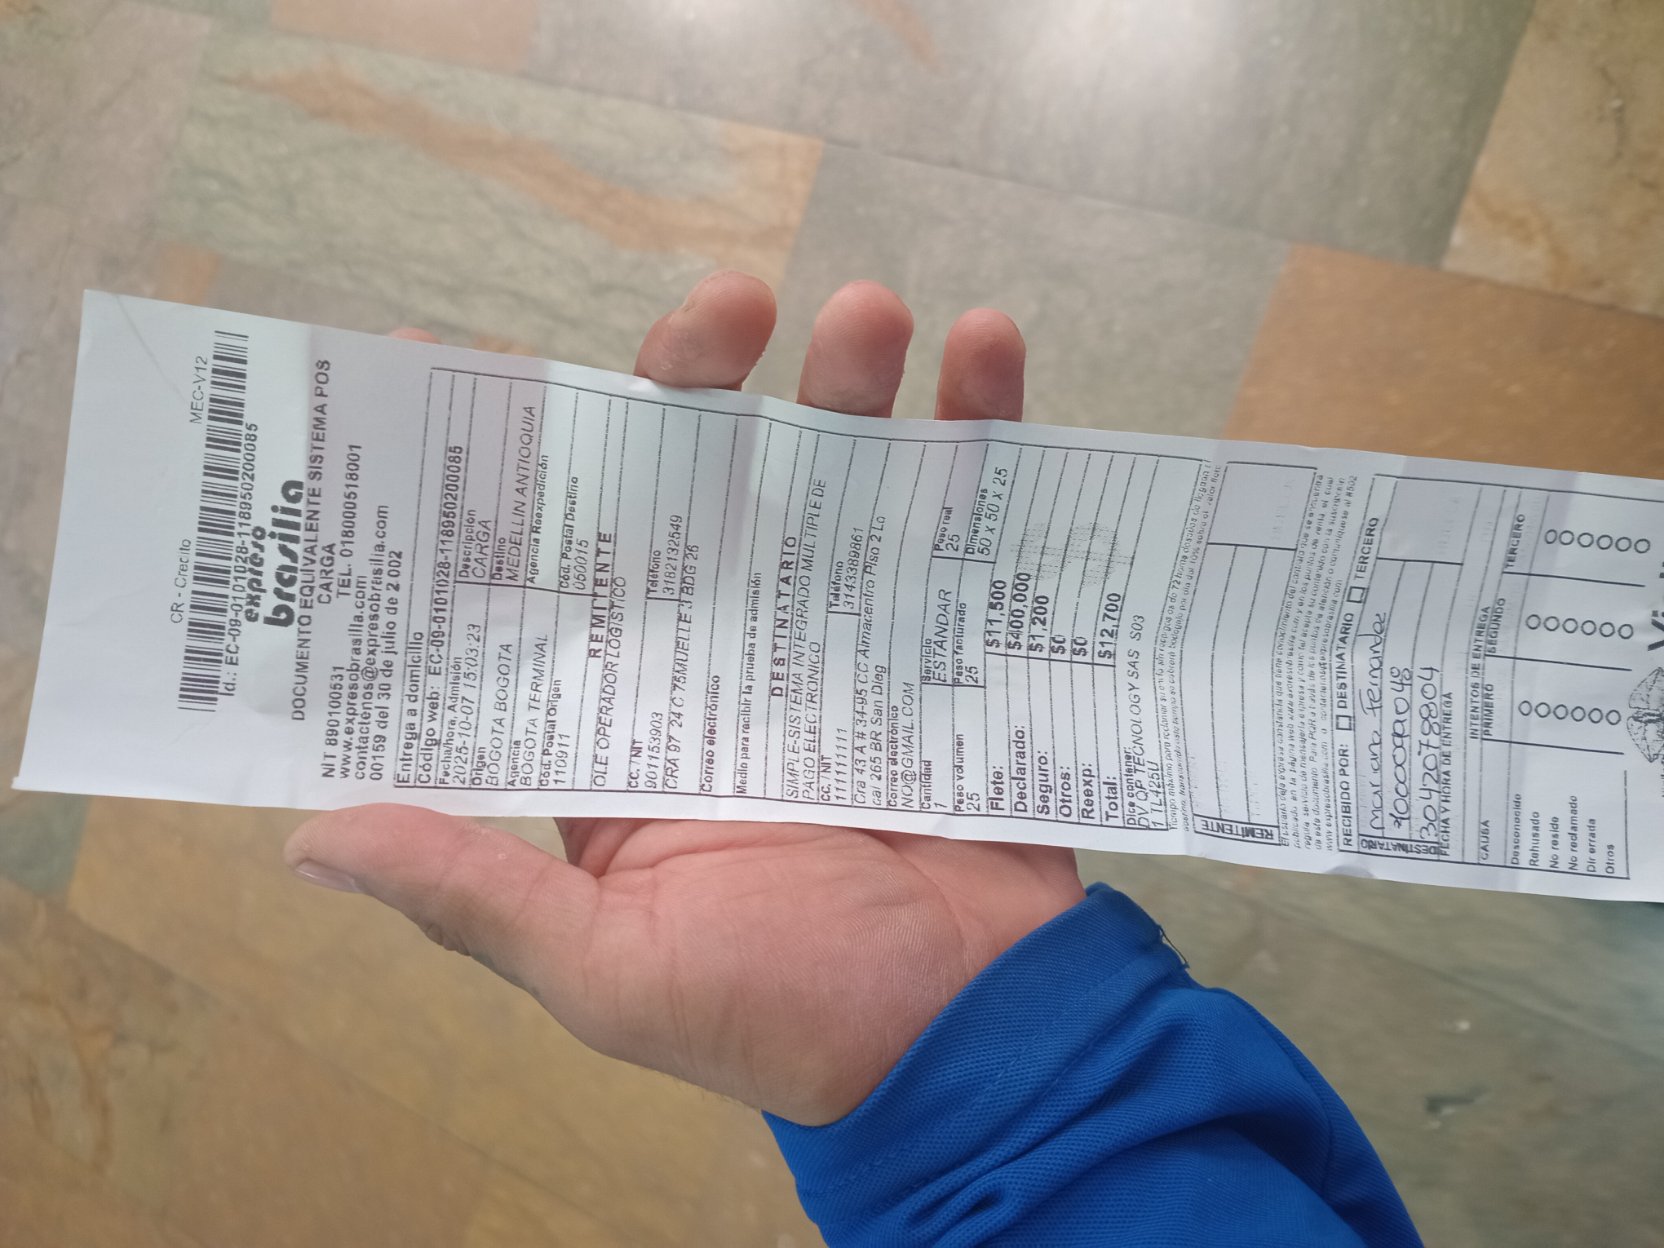 CR - Crecito MEC-V12
Id.: EC-09-0101028-118950200085
expreso
brasilia
DOCUMENTO EQUIVALENTE SISTEMA POS
CARGA
NIT 890100531 TEL. 018000518001
www.expresobrasilia.com
contactenos@expresobrasilia.com
00159 del 30 de julio de 2 002
Entrega a domicilio
Código web: EC-09-0101028-118950200085
Fecha/hora, Admisión Descripción
2025-10-07 15:03:23 CARGA
Origen Destino
BOGOTA BOGOTA MEDELLIN ANTIOQUIA
Agencia Agencia Reexpedición
BOGOTA TERMINAL
Cód. Postal Origen Cód. Postal Destino
110911 050015
REMITENTE
OLE OPERADOR LOGISTICO
CC. / NIT Teléfono
901153903 3182132549
CRA 97 24 C 75MUELLE 3 BDG 26
Correo electrónico
Medio para recibir la prueba de admisión
DESTINATARIO
SIMPLE-SISTEMA INTEGRADO MULTIPLE DE
PAGO ELECTRONICO
CC. / NIT Teléfono
1111111111 3143389861
Cra 43 A # 34-95 CC Almacentro Piso 2 Lo
cal 265 BR San Dieg
Correo electrónico
NO@GMAIL.COM
Cantidad Servicio Peso real
1 ESTANDAR 25
Peso volumen Peso facturado Dimensiones
25 25 50 x 50 x 25
Flete: $11,500
Declarado: $400,000
Seguro: $1,200
Otros: $0
Reexp: $0
Total: $12,700
Dice contener:
DV QP TECNOLOGY SAS S03
1 TL425U
REMITENTE
RECIBIDO POR: DESTINATARIO TERCERO
DESTINATARIO
Mariana Fernandez
3042078804
FECHA Y HORA DE ENTREGA
INTENTOS DE ENTREGA
CAUSA PRIMERO SEGUNDO TERCERO
Desconocido
Rehusado
No reside
No reclamado
Dir errada
Otros